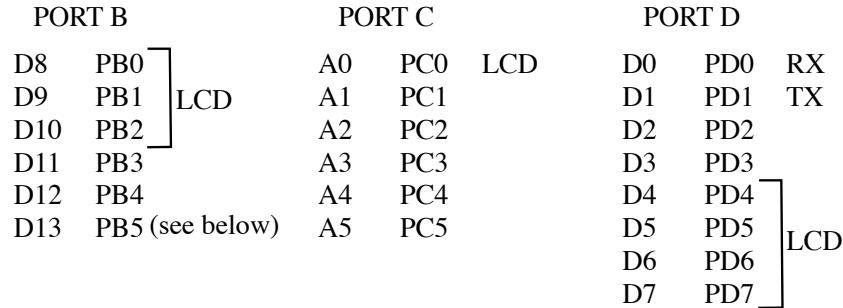 PORT B PORT C PORT D
D8 PB0 A0 PC0 LCD D0 PD0 RX
D9 PB1 LCD A1 PC1 D1 PD1 TX
D10 PB2 A2 PC2 D2 PD2
D11 PB3 A3 PC3 D3 PD3
D12 PB4 A4 PC4 D4 PD4
D13 PB5 (see below) A5 PC5 D5 PD5 LCD
D6 PD6
D7 PD7